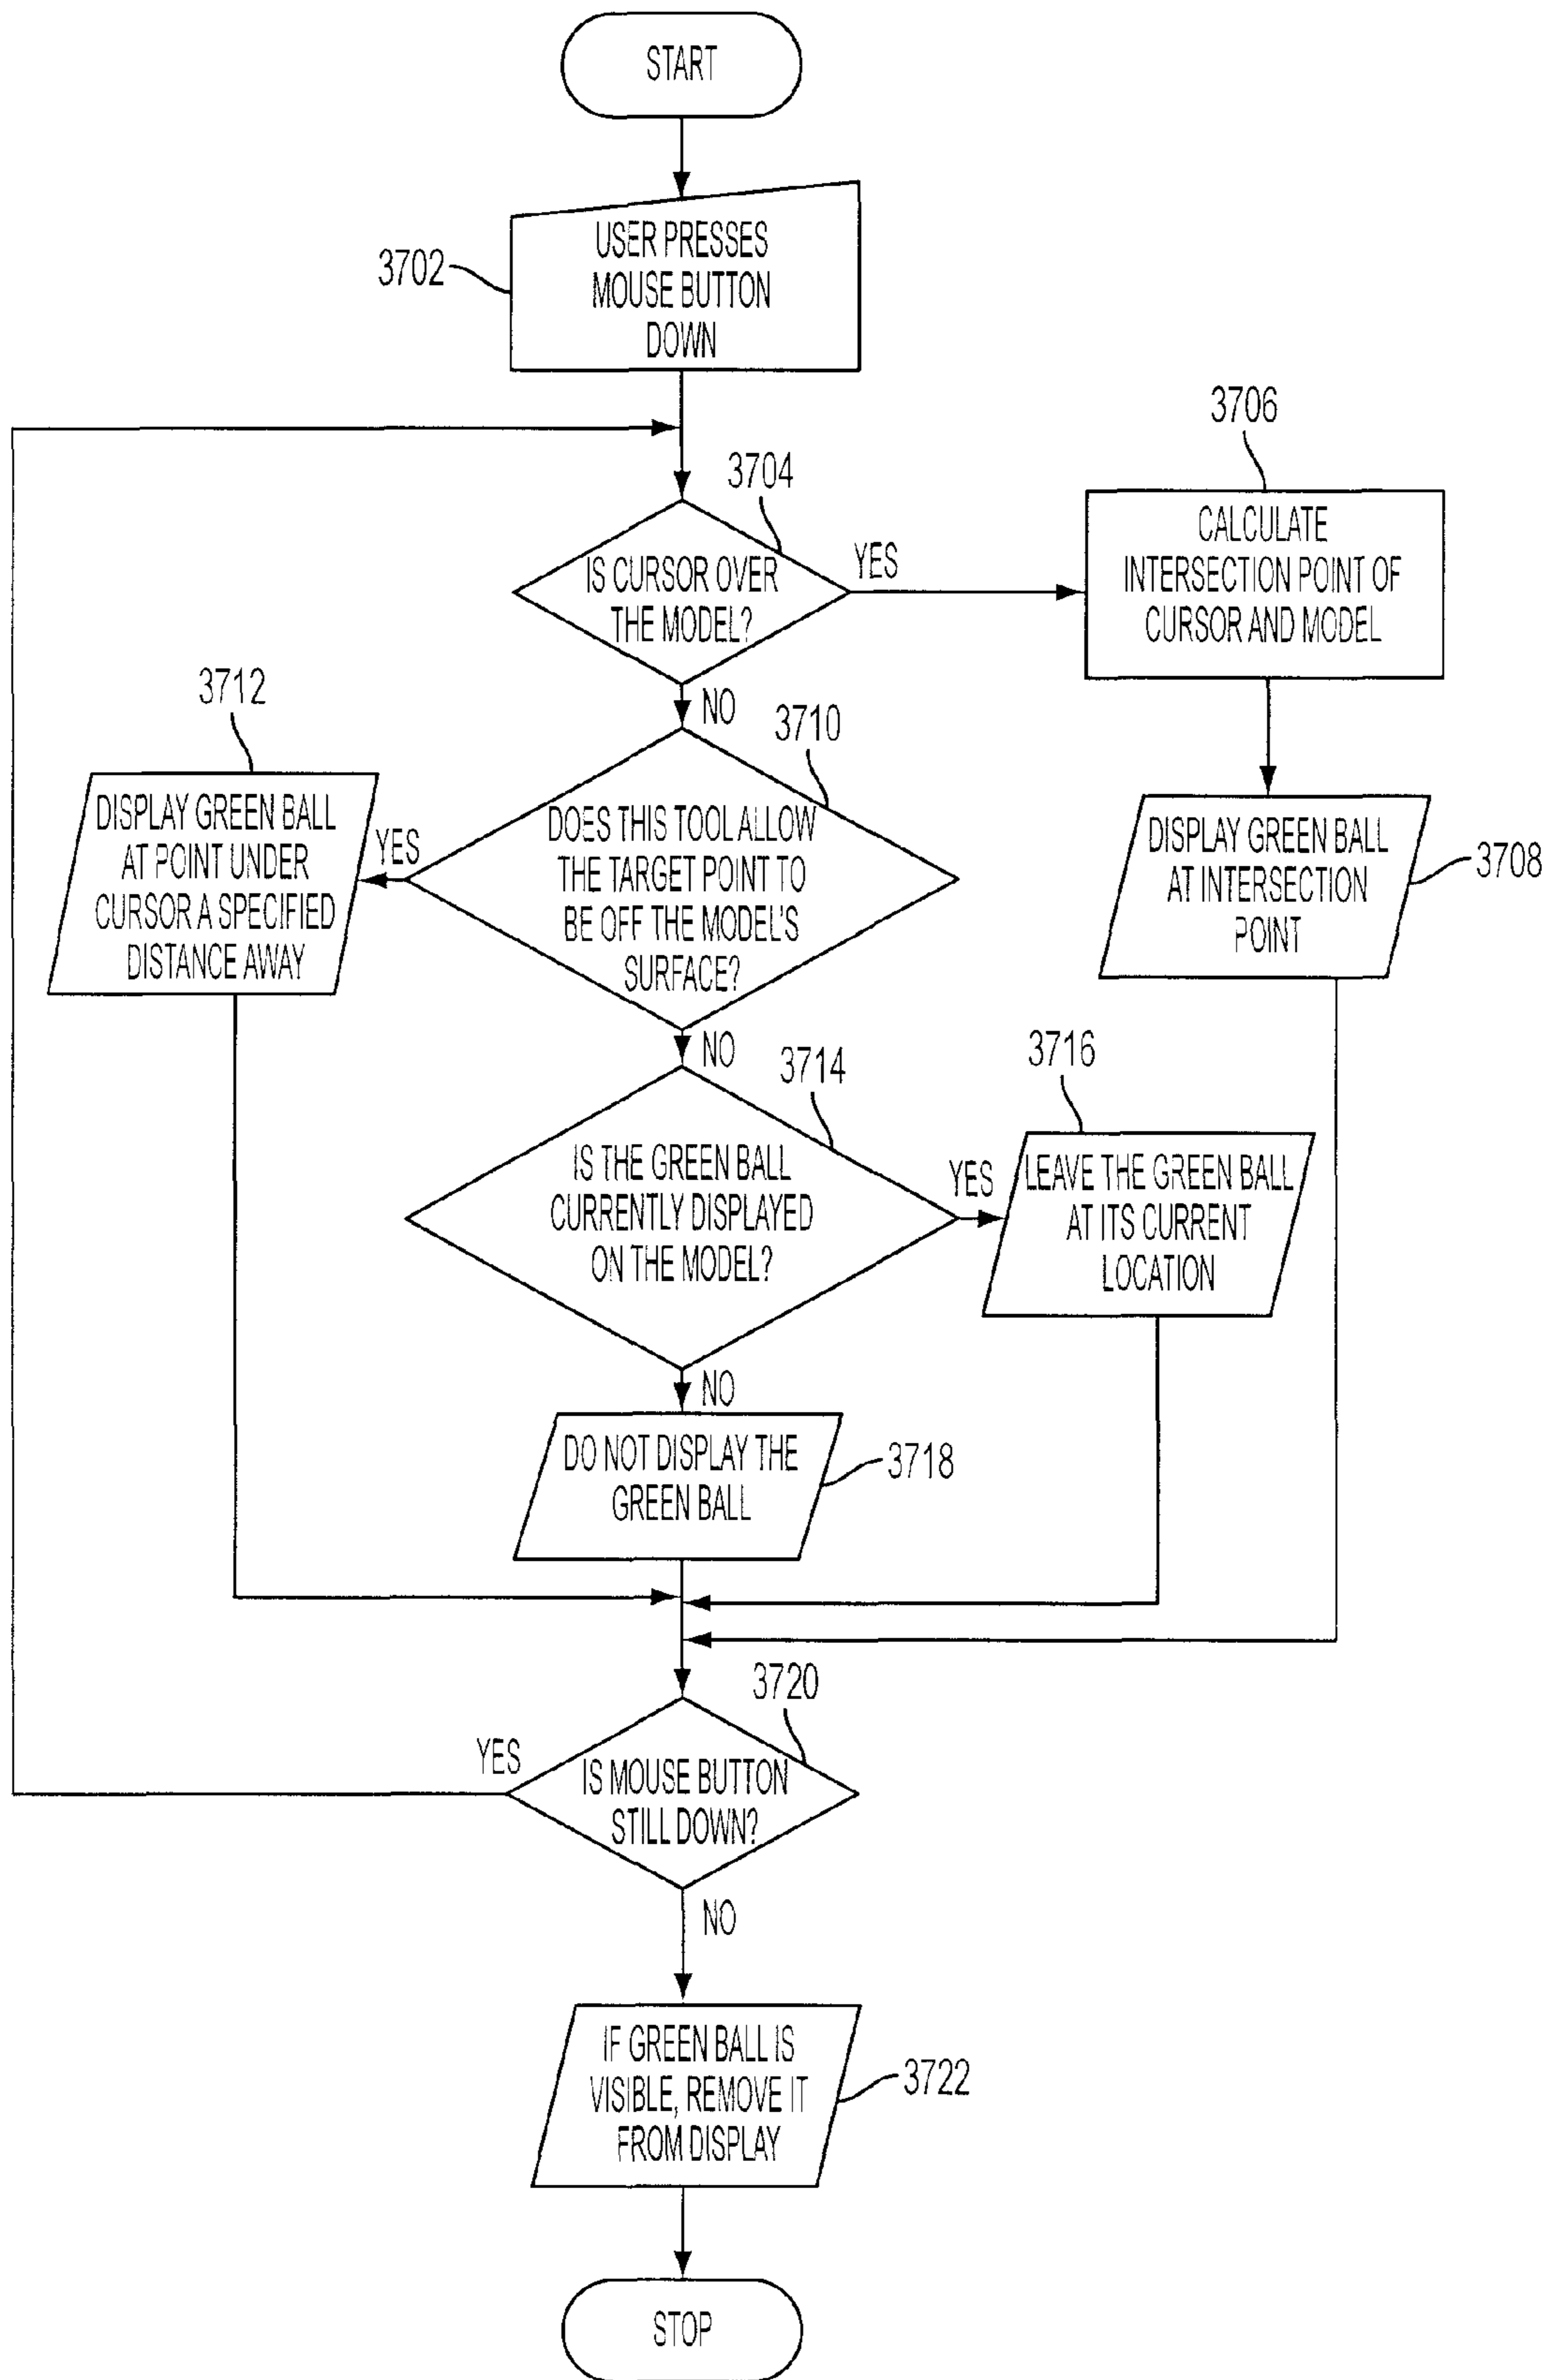 START
USER PRESSES
MOUSE BUTTON
DOWN
3702
3706
3704
CALCULATE
INTERSECTION POINT OF
CURSOR AND MODEL
IS CURSOR OVER
THE MODEL?
YES
NO
3712
3710
DISPLAY GREEN BALL
AT POINT UNDER
CURSOR A SPECIFIED
DISTANCE AWAY
YES
DOES THIS TOOL ALLOW
THE TARGET POINT TO
BE OFF THE MODEL'S
SURFACE?
DISPLAY GREEN BALL
AT INTERSECTION
POINT
3708
NO
3714
3716
IS THE GREEN BALL
CURRENTLY DISPLAYED
ON THE MODEL?
YES
LEAVE THE GREEN BALL
AT ITS CURRENT
LOCATION
NO
DO NOT DISPLAY THE
GREEN BALL
3718
3720
YES
IS MOUSE BUTTON
STILL DOWN?
NO
IF GREEN BALL IS
VISIBLE, REMOVE IT
FROM DISPLAY
3722
STOP